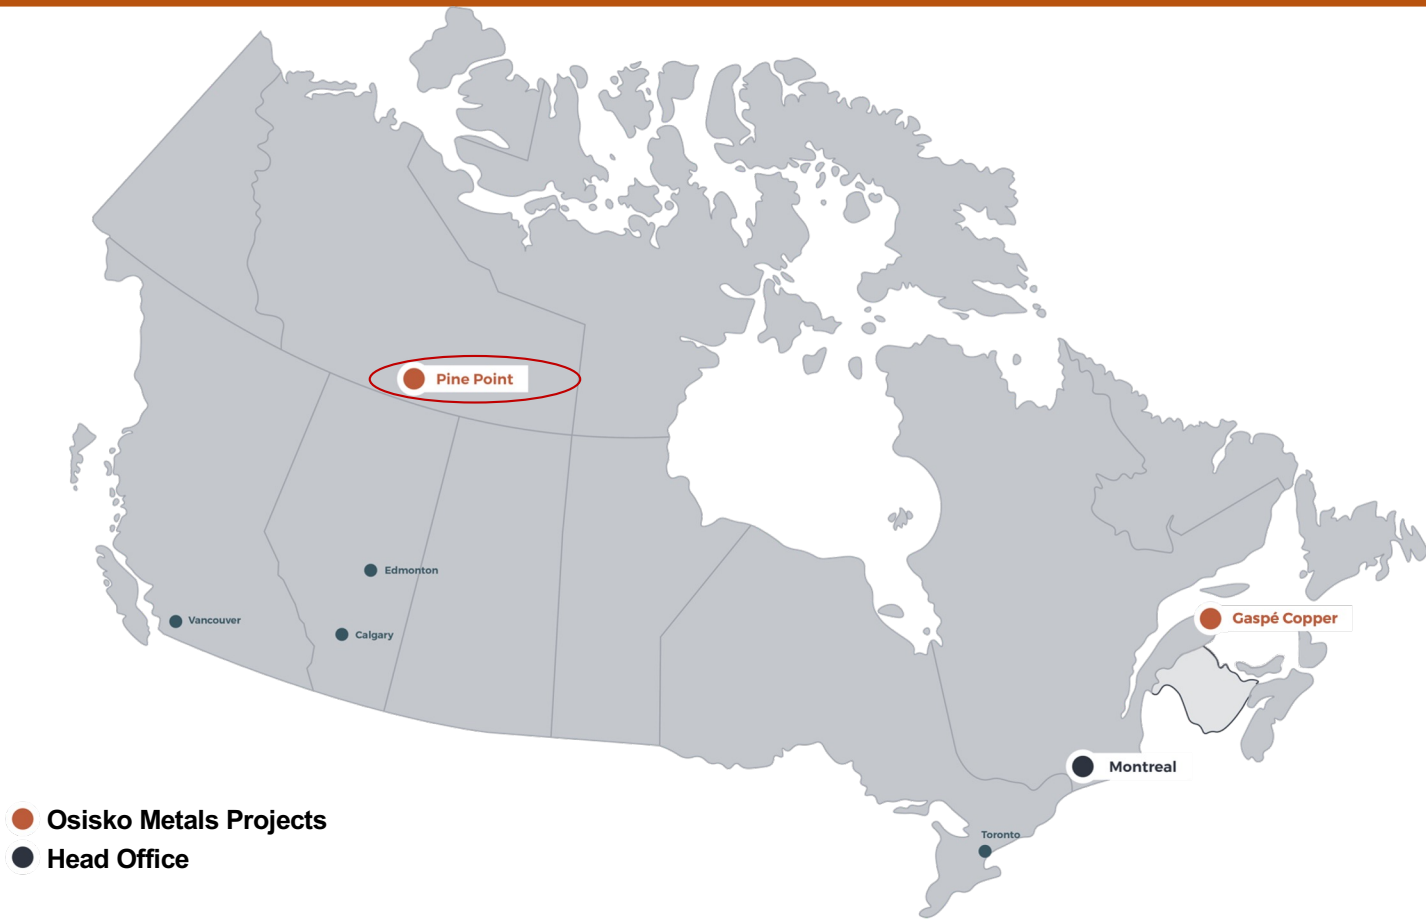 Pine Point
Edmonton
Vancouver
Calgary
Gaspé Copper
Montreal
Toronto
Osisko Metals Projects
Head Office